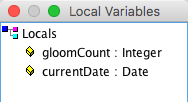 Local Variables
Locals
gloomCount : Integer
currentDate : Date